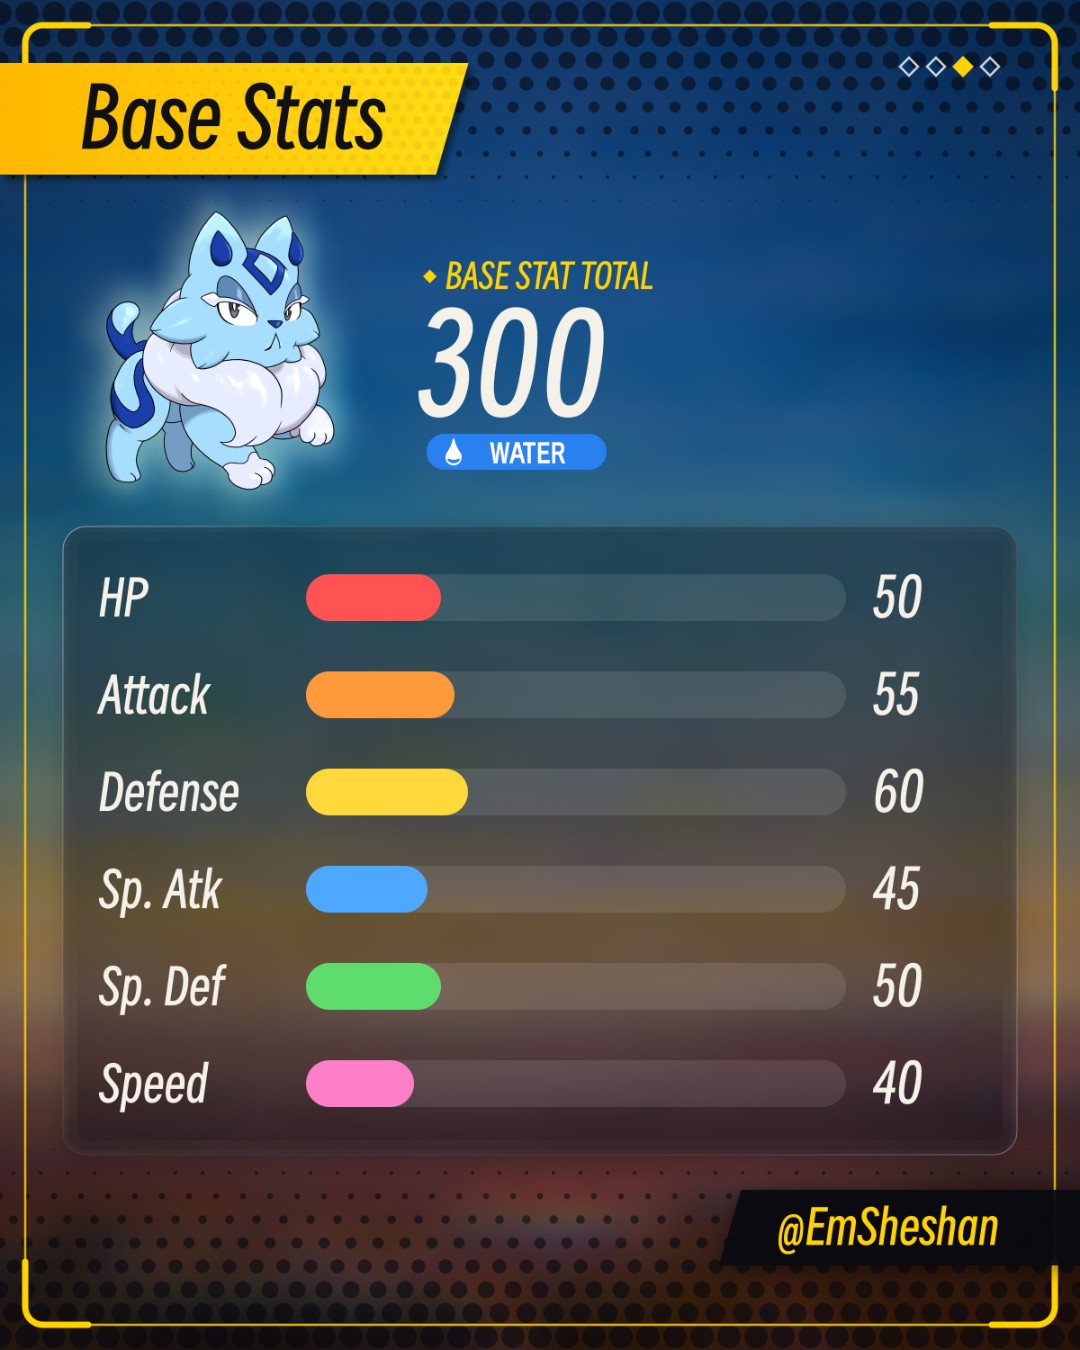 Base Stats
BASE STAT TOTAL
300
WATER
HP 50
Attack 55
Defense 60
Sp. Atk 45
Sp. Def 50
Speed 40
@EmSheshan